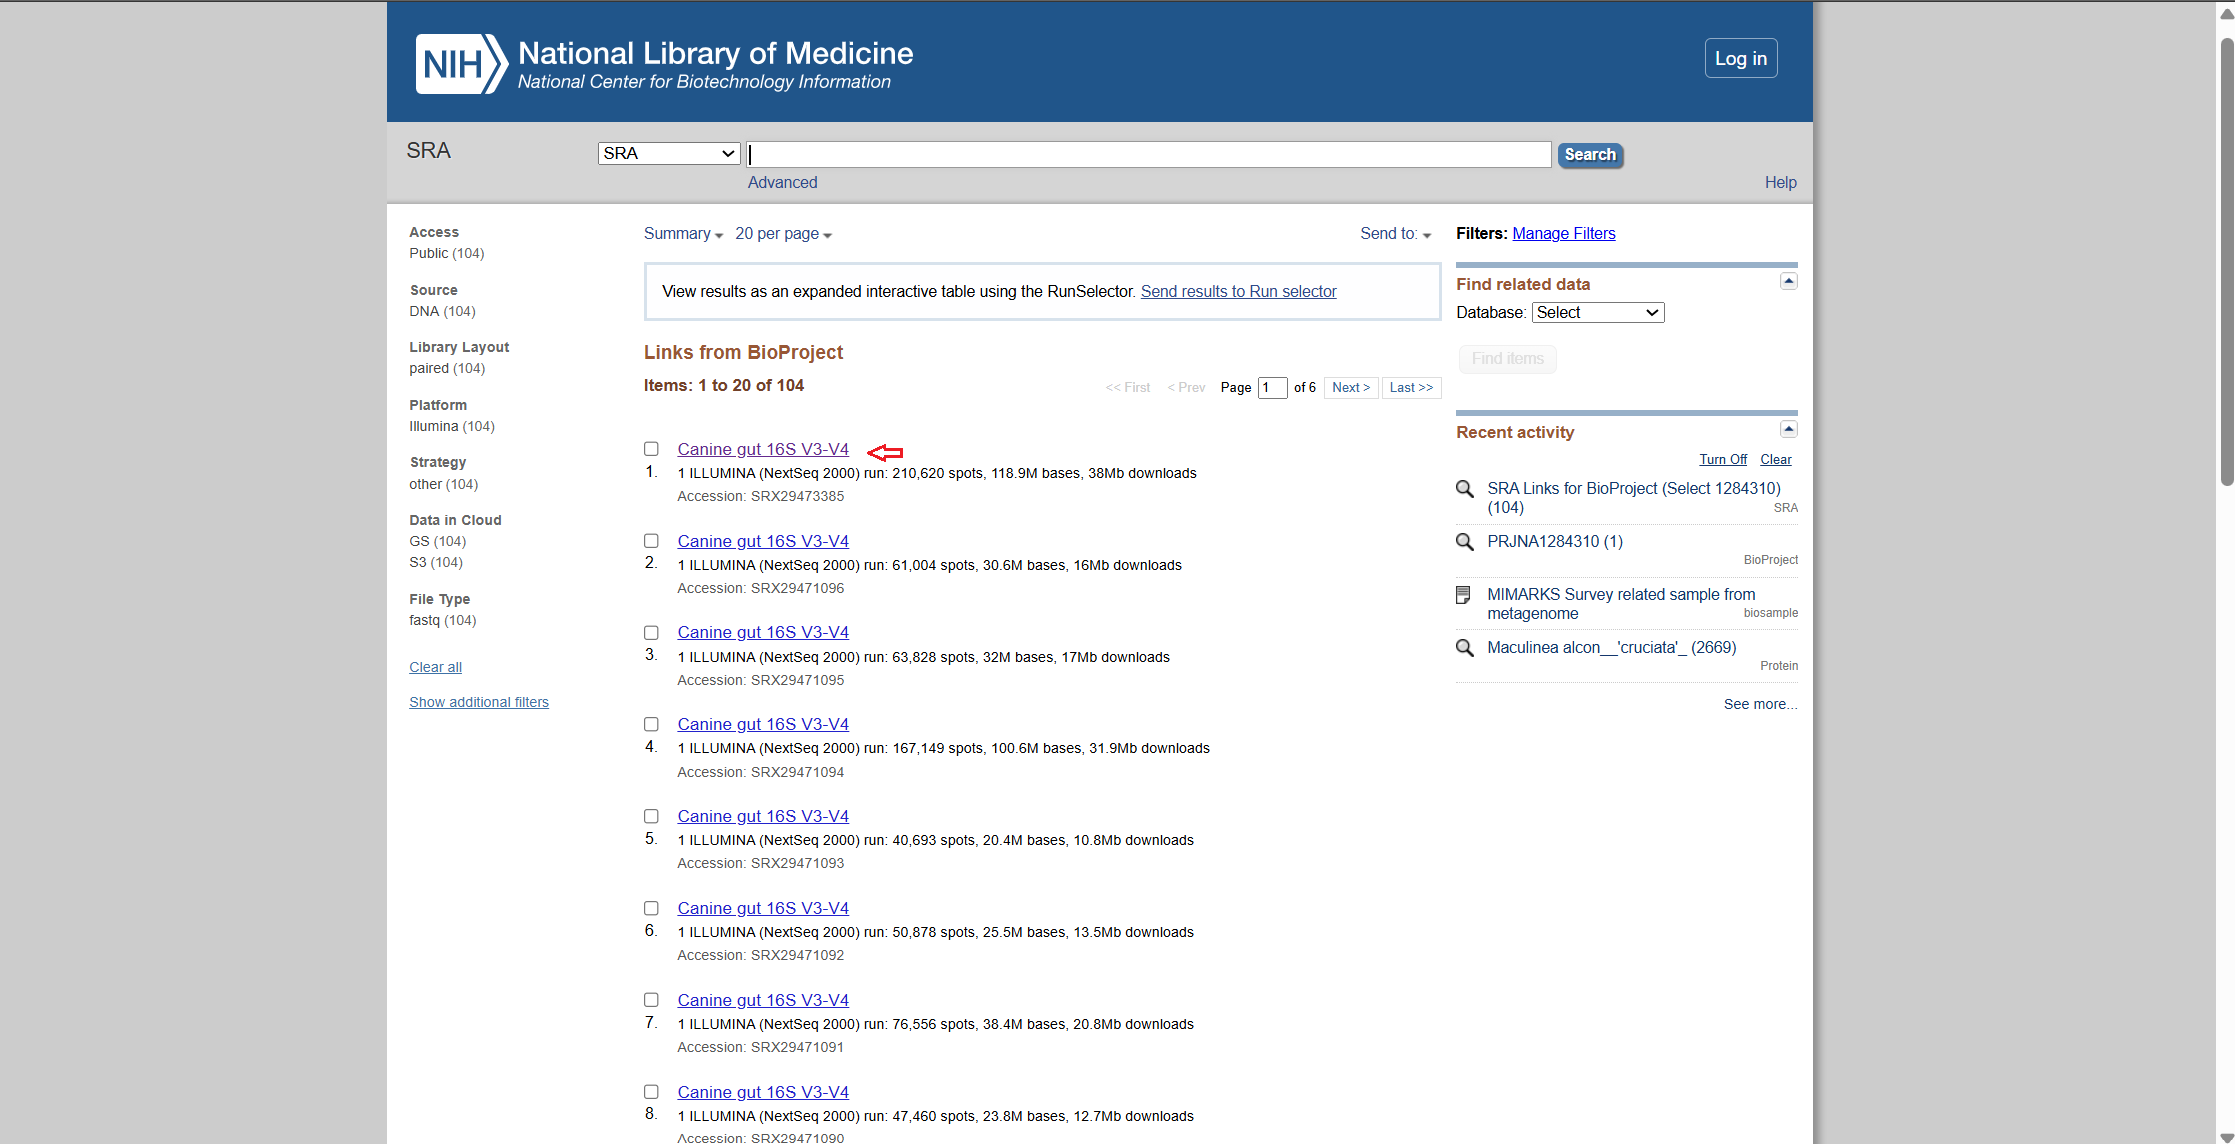 NIH National Library of Medicine
National Center for Biotechnology Information
Log in
SRA
SRA
Search
Advanced
Help
Access
Public (104)
Source
DNA (104)
Library Layout
paired (104)
Platform
Illumina (104)
Strategy
other (104)
Data in Cloud
GS (104)
S3 (104)
File Type
fastq (104)
Clear all
Show additional filters
Summary 20 per page Send to:
View results as an expanded interactive table using the RunSelector. Send results to Run selector
Links from BioProject
Items: 1 to 20 of 104
<< First < Prev Page 1 of 6 Next > Last >>
Canine gut 16S V3-V4
1. 1 ILLUMINA (NextSeq 2000) run: 210,620 spots, 118.9M bases, 38Mb downloads
Accession: SRX29473385
Canine gut 16S V3-V4
2. 1 ILLUMINA (NextSeq 2000) run: 61,004 spots, 30.6M bases, 16Mb downloads
Accession: SRX29471096
Canine gut 16S V3-V4
3. 1 ILLUMINA (NextSeq 2000) run: 63,828 spots, 32M bases, 17Mb downloads
Accession: SRX29471095
Canine gut 16S V3-V4
4. 1 ILLUMINA (NextSeq 2000) run: 167,149 spots, 100.6M bases, 31.9Mb downloads
Accession: SRX29471094
Canine gut 16S V3-V4
5. 1 ILLUMINA (NextSeq 2000) run: 40,693 spots, 20.4M bases, 10.8Mb downloads
Accession: SRX29471093
Canine gut 16S V3-V4
6. 1 ILLUMINA (NextSeq 2000) run: 50,878 spots, 25.5M bases, 13.5Mb downloads
Accession: SRX29471092
Canine gut 16S V3-V4
7. 1 ILLUMINA (NextSeq 2000) run: 76,556 spots, 38.4M bases, 20.8Mb downloads
Accession: SRX29471091
Canine gut 16S V3-V4
8. 1 ILLUMINA (NextSeq 2000) run: 47,460 spots, 23.8M bases, 12.7Mb downloads
Accession: SRX29471090
Filters: Manage Filters
Find related data
Database: Select
Find items
Recent activity
Turn Off Clear
SRA Links for BioProject (Select 1284310)
(104) SRA
PRJNA1284310 (1)
BioProject
MIMARKS Survey related sample from
metagenome biosample
Maculinea alcon__'cruciata'_ (2669)
Protein
See more...